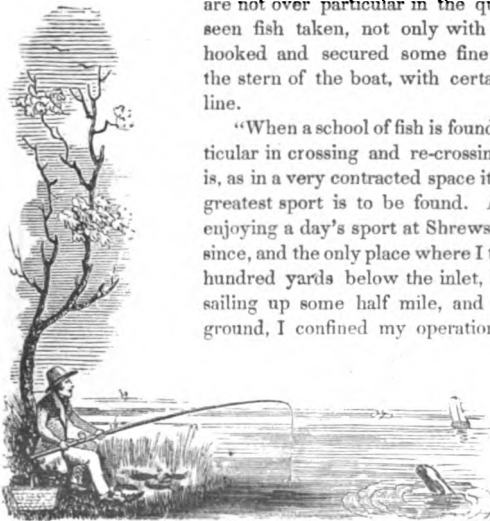 are not over particular in the qu
seen fish taken, not only with
hooked and secured some fine
the stern of the boat, with certa
line.
“When a school of fish is found
ticular in crossing and re-crossin
is, as in a very contracted space it
greatest sport is to be found.
enjoying a day's sport at Shrews
since, and the only place where I t
hundred yards below the inlet,
sailing up some half mile, and
ground, I confined my operation